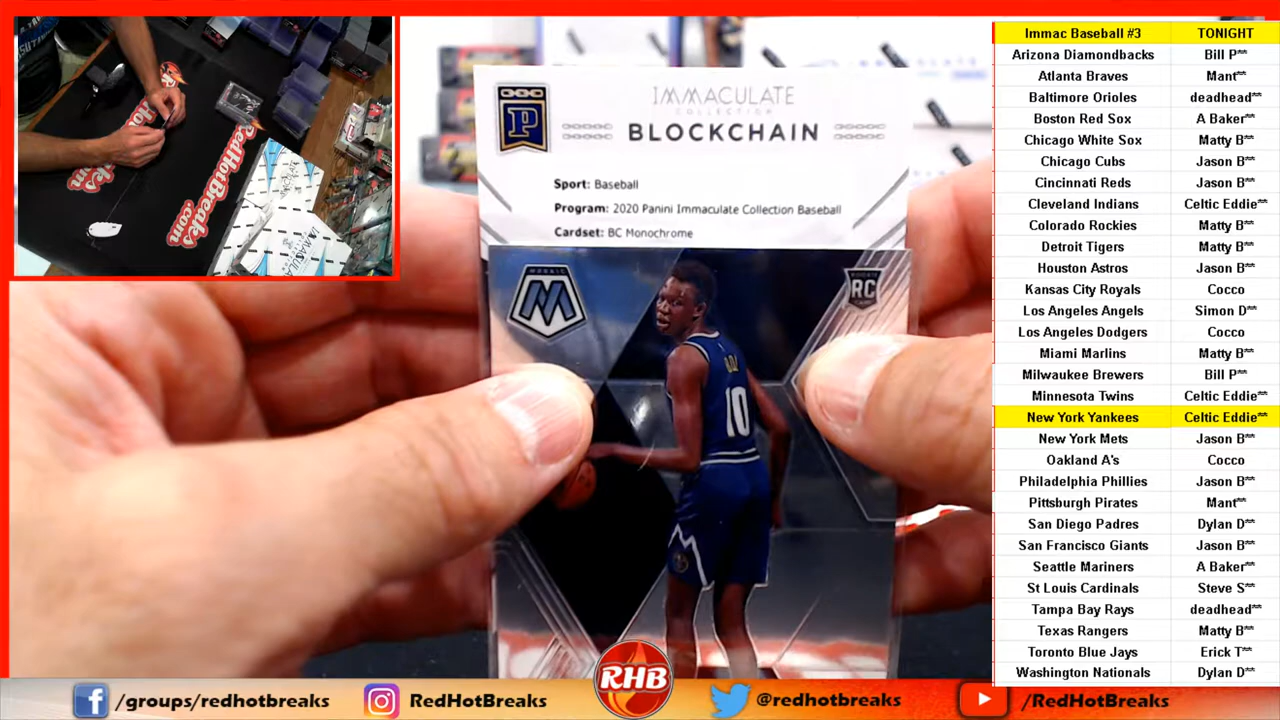 RedHotBreaks
.com
IMMACULATE
COLLECTION
BLOCKCHAIN
P
Sport: Baseball
Program: 2020 Panini Immaculate Collection Baseball
Cardset: BC Monochrome
MOSAIC
M
RC
10
Immac Baseball #3 TONIGHT
Arizona Diamondbacks Bill P**
Atlanta Braves Mant**
Baltimore Orioles deadhead**
Boston Red Sox A Baker**
Chicago White Sox Matty B**
Chicago Cubs Jason B**
Cincinnati Reds Jason B**
Cleveland Indians Celtic Eddie**
Colorado Rockies Matty B**
Detroit Tigers Matty B**
Houston Astros Jason B**
Kansas City Royals Cocco
Los Angeles Angels Simon D**
Los Angeles Dodgers Cocco
Miami Marlins Matty B**
Milwaukee Brewers Bill P**
Minnesota Twins Celtic Eddie**
New York Yankees Celtic Eddie**
New York Mets Jason B**
Oakland A's Cocco
Philadelphia Phillies Jason B**
Pittsburgh Pirates Mant**
San Diego Padres Dylan D**
San Francisco Giants Jason B**
Seattle Mariners A Baker**
St Louis Cardinals Steve S**
Tampa Bay Rays deadhead**
Texas Rangers Matty B**
Toronto Blue Jays Erick T**
Washington Nationals Dylan D**
RHB
/groups/redhotbreaks RedHotBreaks @redhotbreaks /RedHotBreaks